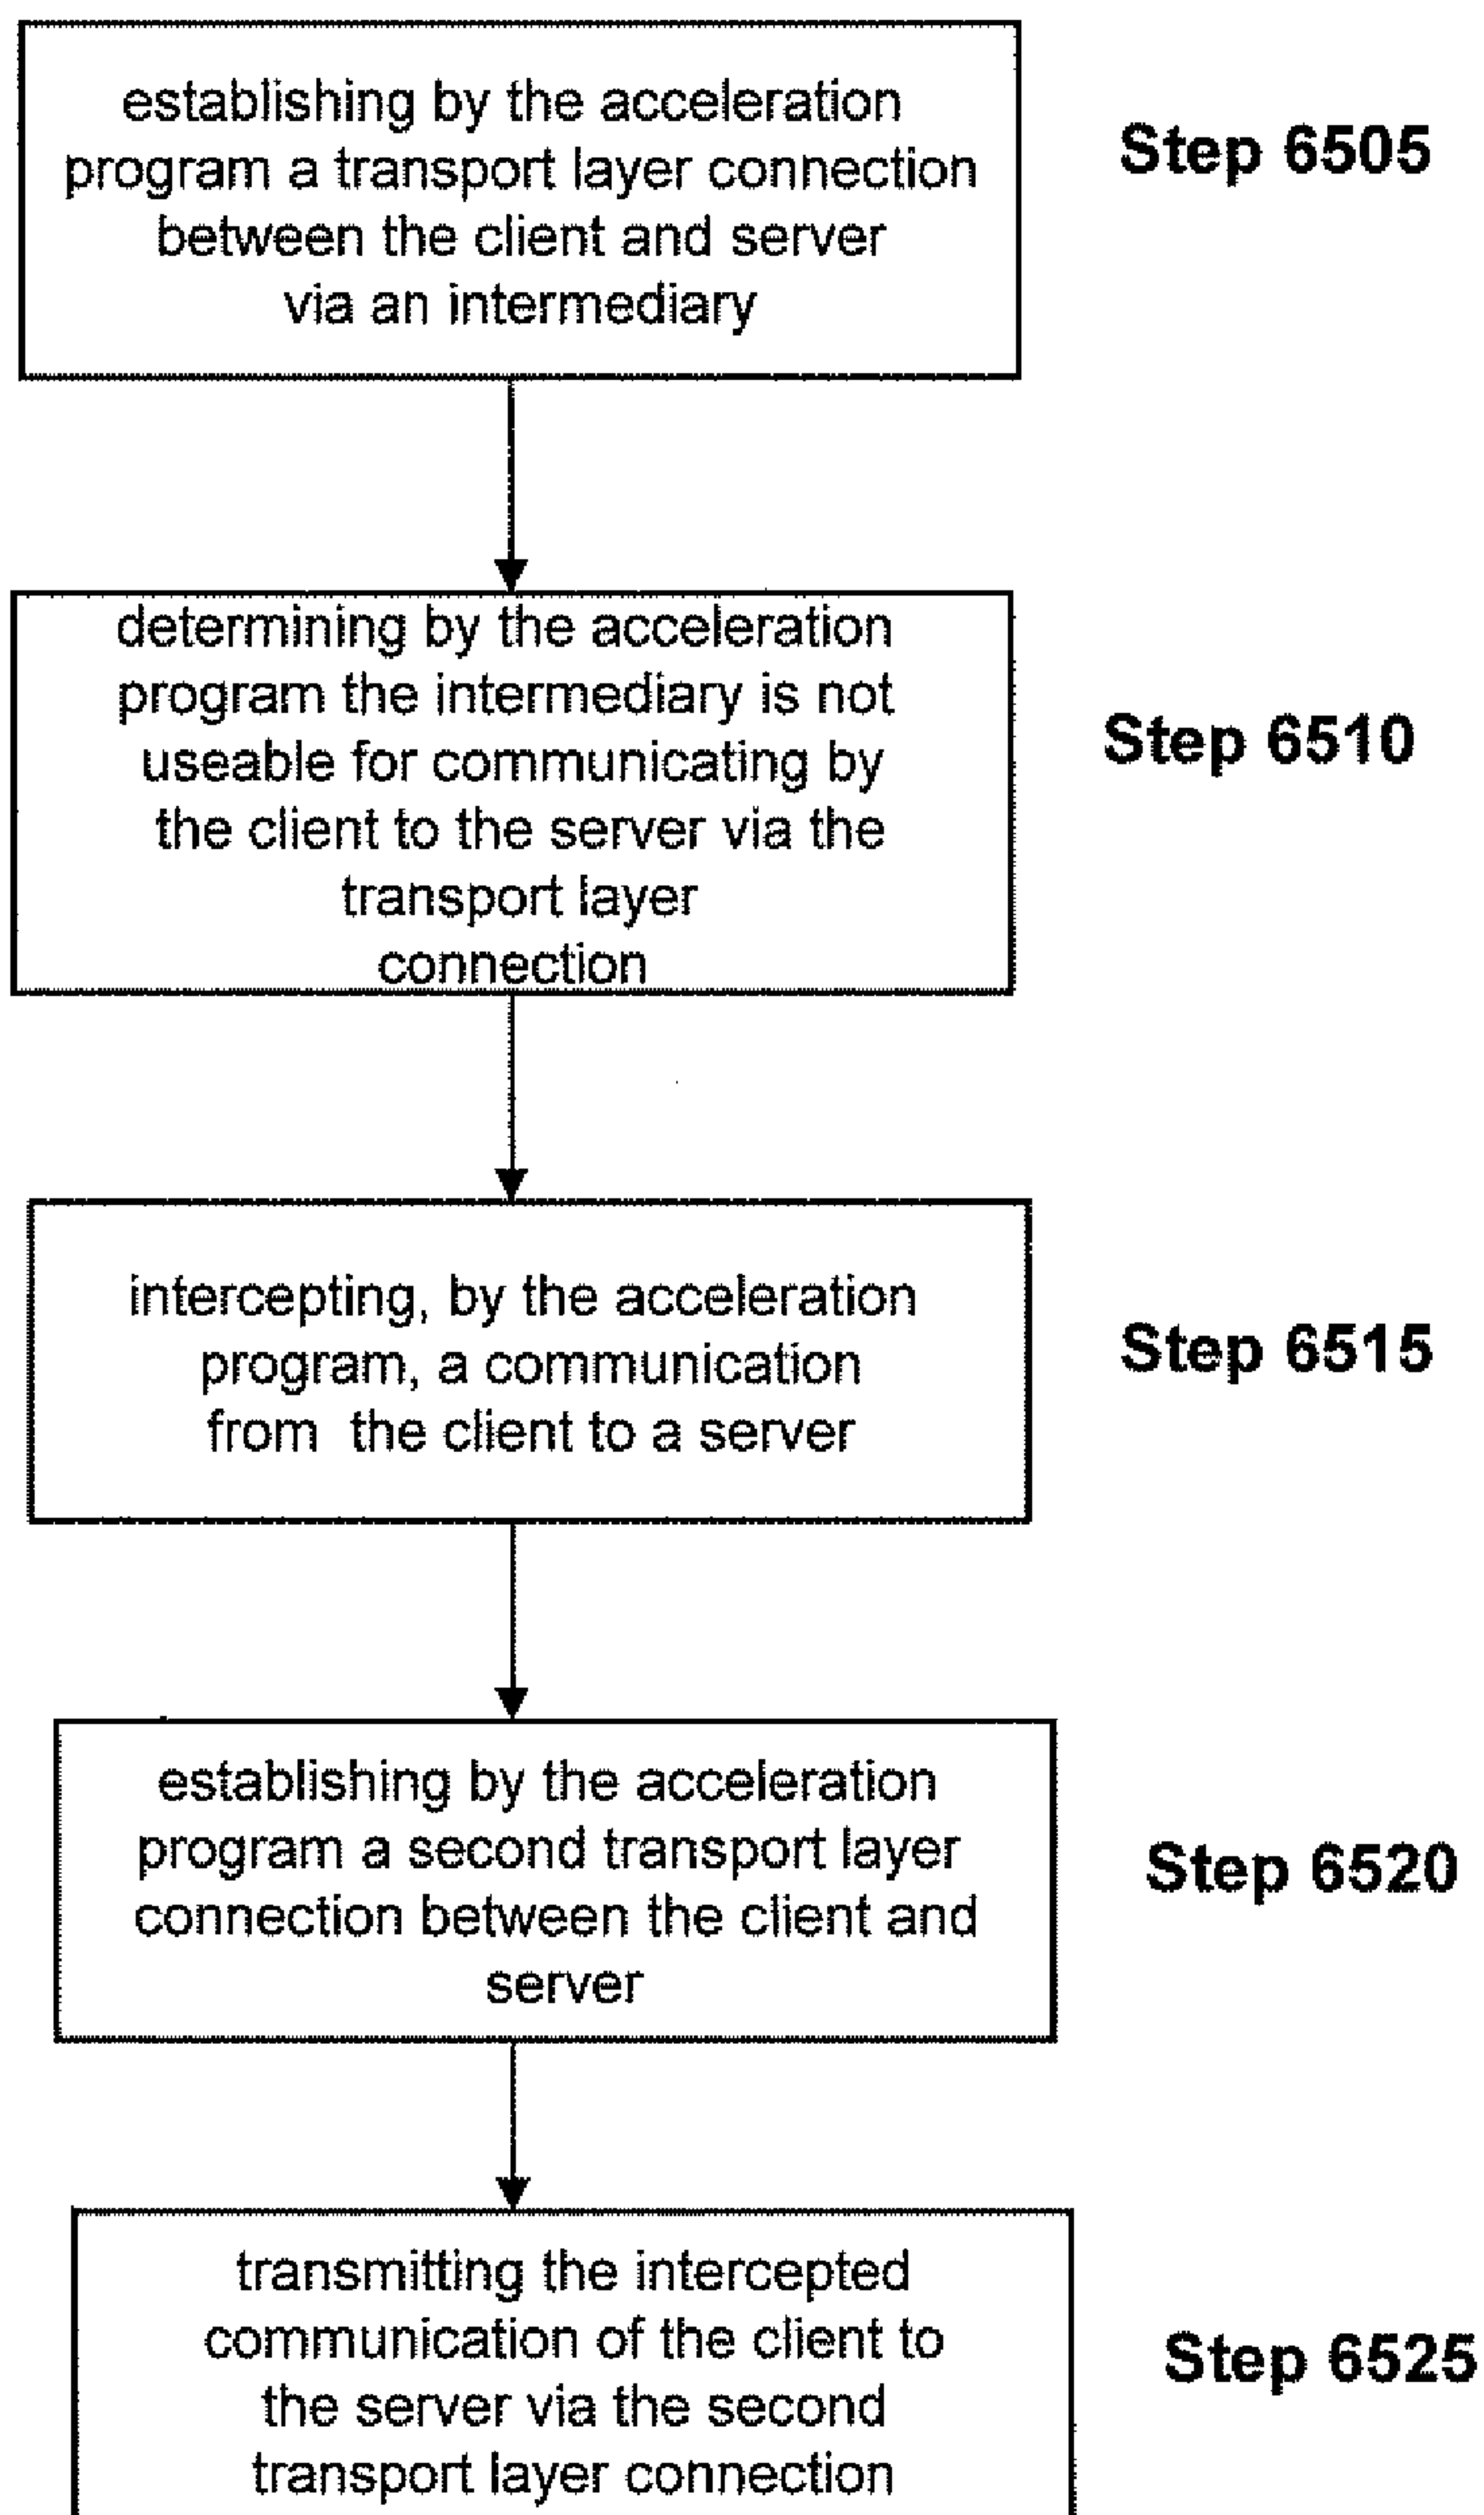 establishing by the acceleration
program a transport layer connection
between the client and server
via an intermediary
Step 6505
determining by the acceleration
program the intermediary is not
useable for communicating by
the client to the server via the
transport layer
connection
Step 6510
intercepting, by the acceleration
program, a communication
from the client to a server
Step 6515
establishing by the acceleration
program a second transport layer
connection between the client and
server
Step 6520
transmitting the intercepted
communication of the client to
the server via the second
transport layer connection
Step 6525